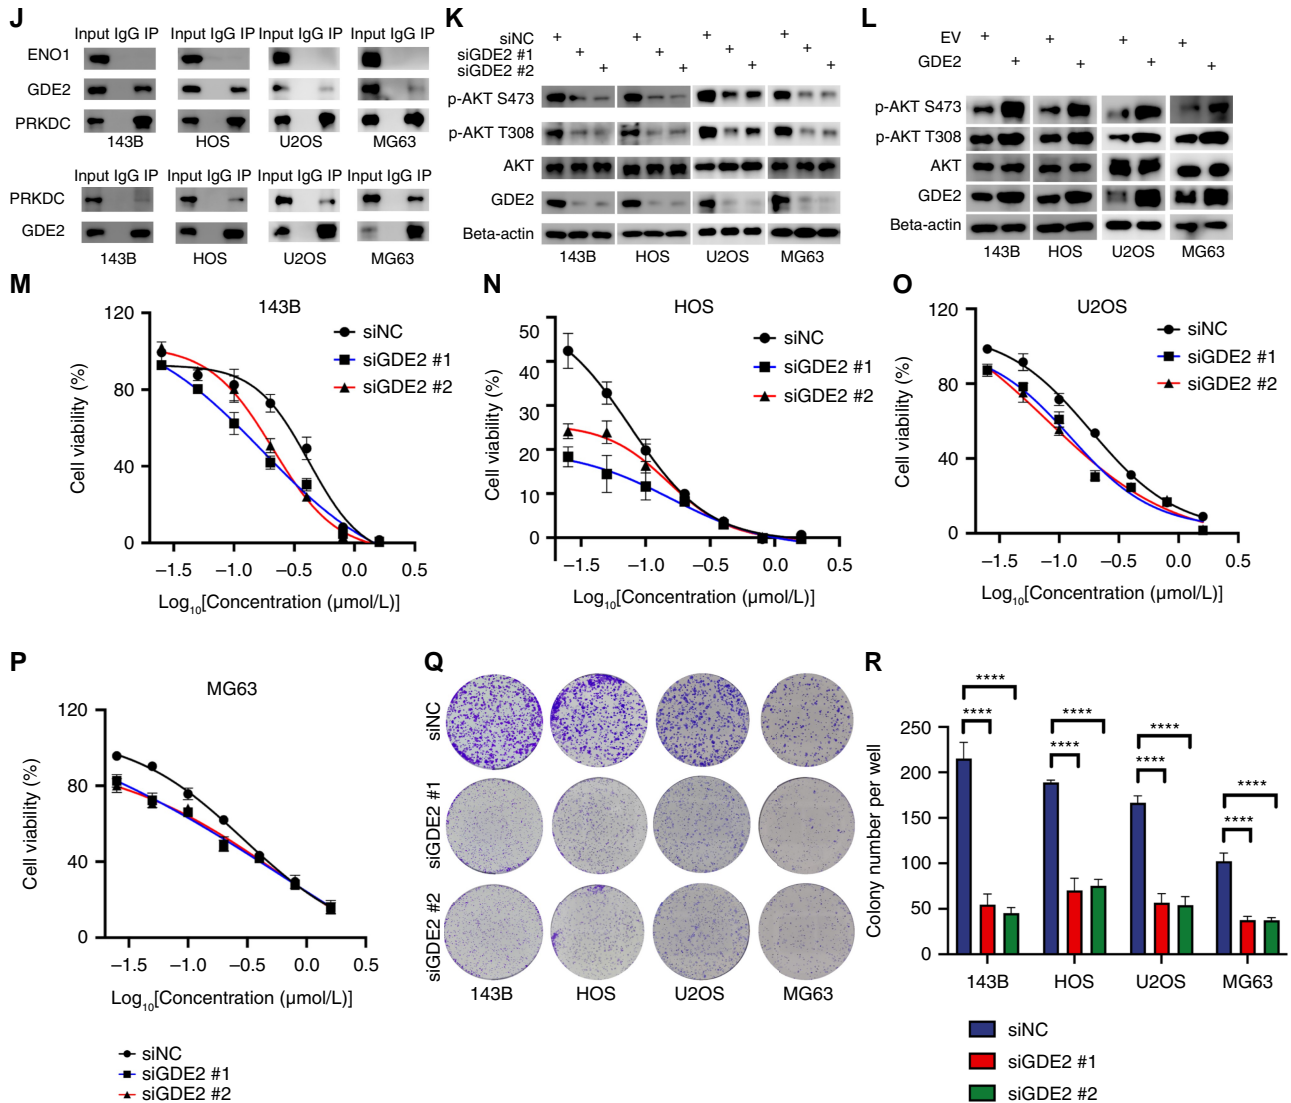 J
Input IgG IP Input IgG IP Input IgG IP Input IgG IP
ENO1
GDE2
PRKDC
143B HOS U2OS MG63
Input IgG IP Input IgG IP Input IgG IP Input IgG IP
PRKDC
GDE2
143B HOS U2OS MG63
K
siNC + + + +
siGDE2 #1 + + + +
siGDE2 #2 + + + +
p-AKT S473
p-AKT T308
AKT
GDE2
Beta-actin
143B HOS U2OS MG63
L
EV + + + +
GDE2 + + + +
p-AKT S473
p-AKT T308
AKT
GDE2
Beta-actin
143B HOS U2OS MG63
M
143B
siNC
siGDE2 #1
siGDE2 #2
Cell viability (%)
120
80
40
0
–1.5 –1.0 –0.5 0.0 0.5
Log10[Concentration (μmol/L)]
N
HOS
siNC
siGDE2 #1
siGDE2 #2
Cell viability (%)
50
40
30
20
10
0
–1.5 –1.0 –0.5 0.0 0.5
Log10[Concentration (μmol/L)]
O
U2OS
siNC
siGDE2 #1
siGDE2 #2
Cell viability (%)
120
80
40
0
–1.5 –1.0 –0.5 0.0 0.5
Log10[Concentration (μmol/L)]
P
MG63
Cell viability (%)
120
80
40
0
–1.5 –1.0 –0.5 0.0 0.5
Log10[Concentration (μmol/L)]
siNC
siGDE2 #1
siGDE2 #2
Q
siNC
siGDE2 #1
siGDE2 #2
143B HOS U2OS MG63
R
Colony number per well
250
200
150
100
50
0
****
****
****
****
****
****
****
****
143B HOS U2OS MG63
siNC
siGDE2 #1
siGDE2 #2